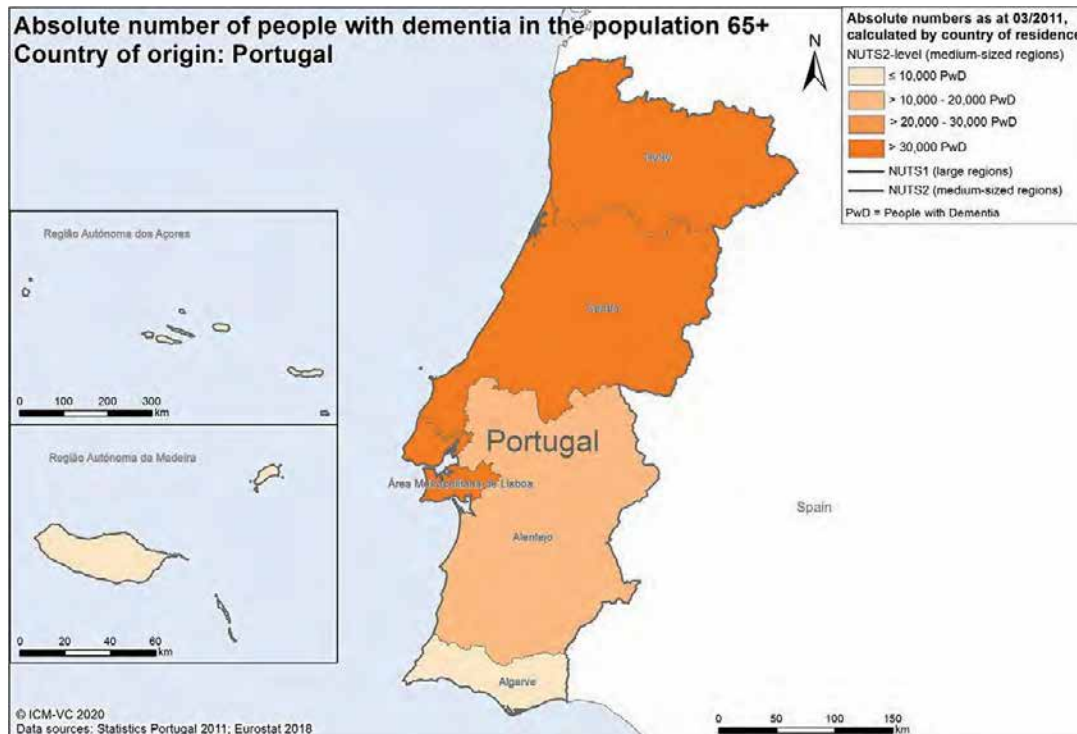 Absolute number of people with dementia in the population 65+
Country of origin: Portugal
N
Absolute numbers as at 03/2011,
calculated by country of residence
NUTS2-level (medium-sized regions)
≤ 10,000 PwD
> 10,000 - 20,000 PwD
> 20,000 - 30,000 PwD
> 30,000 PwD
NUTS1 (large regions)
NUTS2 (medium-sized regions)
PwD = People with Dementia
Região Autónoma dos Açores
0 100 200 300
km
Região Autónoma da Madeira
0 20 40 60
km
Norte
Centro
Portugal
Área Metropolitana de Lisboa
Alentejo
Algarve
Spain
© ICM-VC 2020
Data sources: Statistics Portugal 2011; Eurostat 2018
0 50 100 150
km